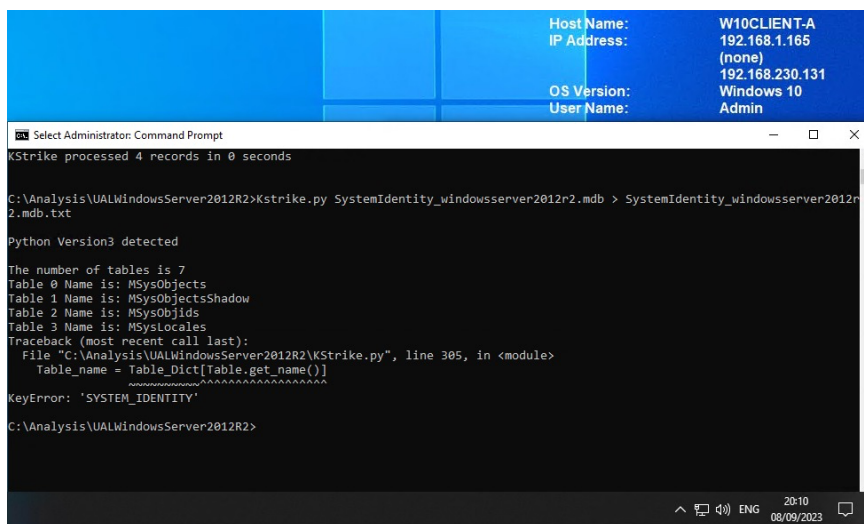 Host Name: W10CLIENT-A
IP Address: 192.168.1.165
(none)
192.168.230.131
OS Version: Windows 10
User Name: Admin
Select Administrator: Command Prompt
KStrike processed 4 records in 0 seconds
C:\Analysis\UALWindowsServer2012R2>Kstrike.py SystemIdentity_windowsserver2012r2.mdb > SystemIdentity_windowsserver2012r
2.mdb.txt
Python Version3 detected
The number of tables is 7
Table 0 Name is: MSysObjects
Table 1 Name is: MSysObjectsShadow
Table 2 Name is: MSysObjids
Table 3 Name is: MSysLocales
Traceback (most recent call last):
File "C:\Analysis\UALWindowsServer2012R2\KStrike.py", line 305, in <module>
Table_name = Table_Dict[Table.get_name()]
~~~~~~~~~~^^^^^^^^^^^^^^^^^^
KeyError: 'SYSTEM_IDENTITY'
C:\Analysis\UALWindowsServer2012R2>
ENG 20:10
08/09/2023